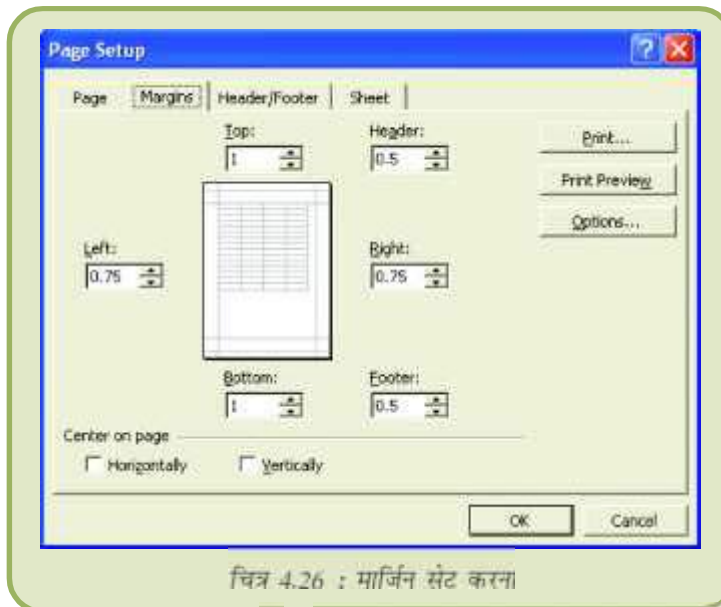 Page Setup
Page Margins Header/Footer Sheet
Top: Header:
1 0.5
Print...
Print Preview
Options...
Left: Right:
0.75 0.75
Bottom: Footer:
1 0.5
Center on page
Horizontally Vertically
OK Cancel
चित्र 4.26 : मार्जिन सेट करना